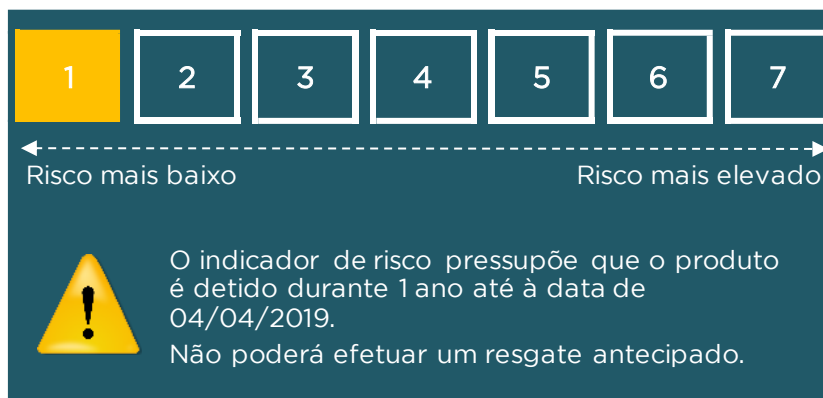 1 2 3 4 5 6 7
Risco mais baixo Risco mais elevado
O indicador de risco pressupõe que o produto
é detido durante 1 ano até à data de
04/04/2019.
Não poderá efetuar um resgate antecipado.